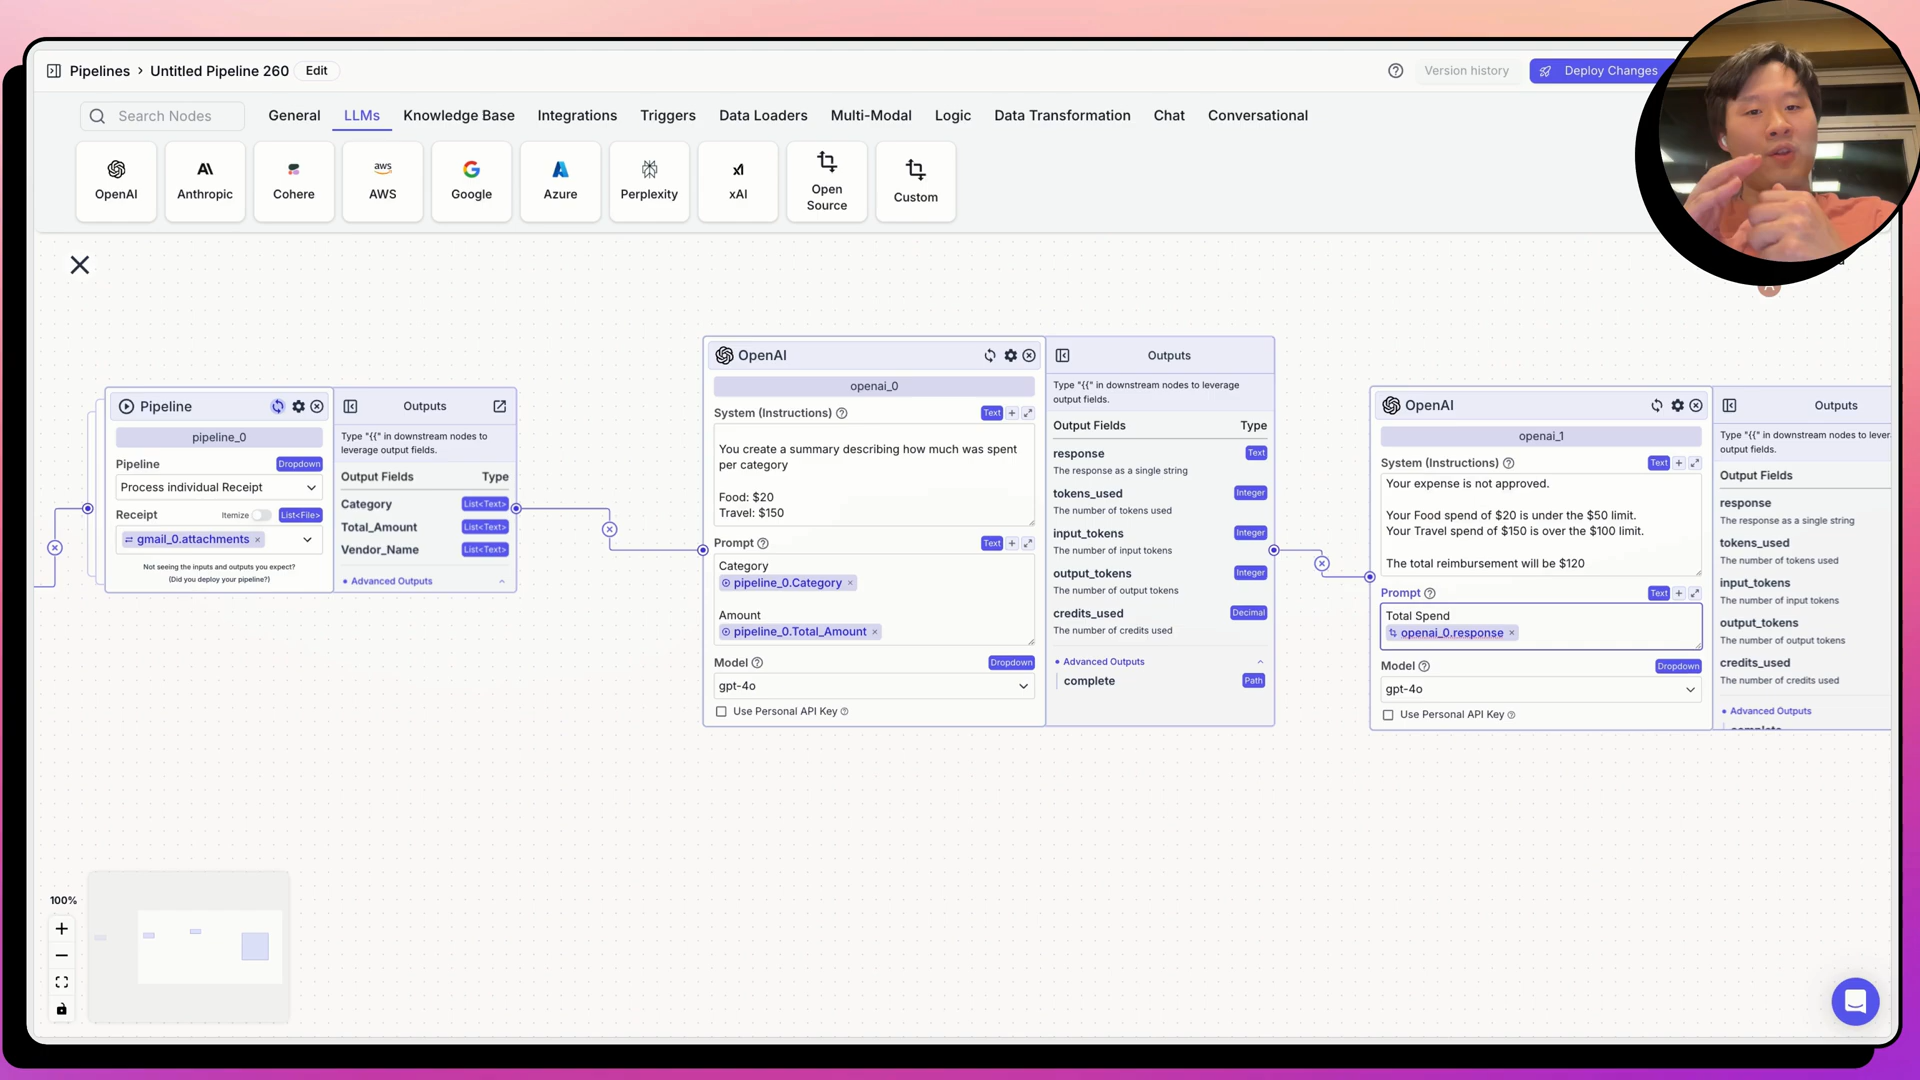 Pipelines > Untitled Pipeline 260 Edit
Version history
Deploy Changes
Search Nodes
General
LLMs
Knowledge Base
Integrations
Triggers
Data Loaders
Multi-Modal
Logic
Data Transformation
Chat
Conversational
OpenAI
Anthropic
Cohere
aws
AWS
Google
Azure
Perplexity
xAI
Open
Source
Custom
Pipeline
pipeline_0
Pipeline
Dropdown
Process individual Receipt
Receipt
Itemize
List<File>
gmail_0.attachments
Not seeing the inputs and outputs you expect?
(Did you deploy your pipeline?)
Outputs
Type "{{" in downstream nodes to
leverage output fields.
Output Fields Type
Category List<Text>
Total_Amount List<Text>
Vendor_Name List<Text>
Advanced Outputs
OpenAI
openai_0
System (Instructions) Text
You create a summary describing how much was spent
per category
Food: $20
Travel: $150
Prompt Text
Category
pipeline_0.Category
Amount
pipeline_0.Total_Amount
Model Dropdown
gpt-4o
Use Personal API Key
Outputs
Type "{{" in downstream nodes to leverage
output fields.
Output Fields Type
response Text
The response as a single string
tokens_used Integer
The number of tokens used
input_tokens Integer
The number of input tokens
output_tokens Integer
The number of output tokens
credits_used Decimal
The number of credits used
Advanced Outputs
complete Path
OpenAI
openai_1
System (Instructions) Text
Your expense is not approved.
Your Food spend of $20 is under the $50 limit.
Your Travel spend of $150 is over the $100 limit.
The total reimbursement will be $120
Prompt Text
Total Spend
openai_0.response
Model Dropdown
gpt-4o
Use Personal API Key
Outputs
Type "{{" in downstream nodes to lever
output fields.
Output Fields
response
The response as a single string
tokens_used
The number of tokens used
input_tokens
The number of input tokens
output_tokens
The number of output tokens
credits_used
The number of credits used
Advanced Outputs
100%